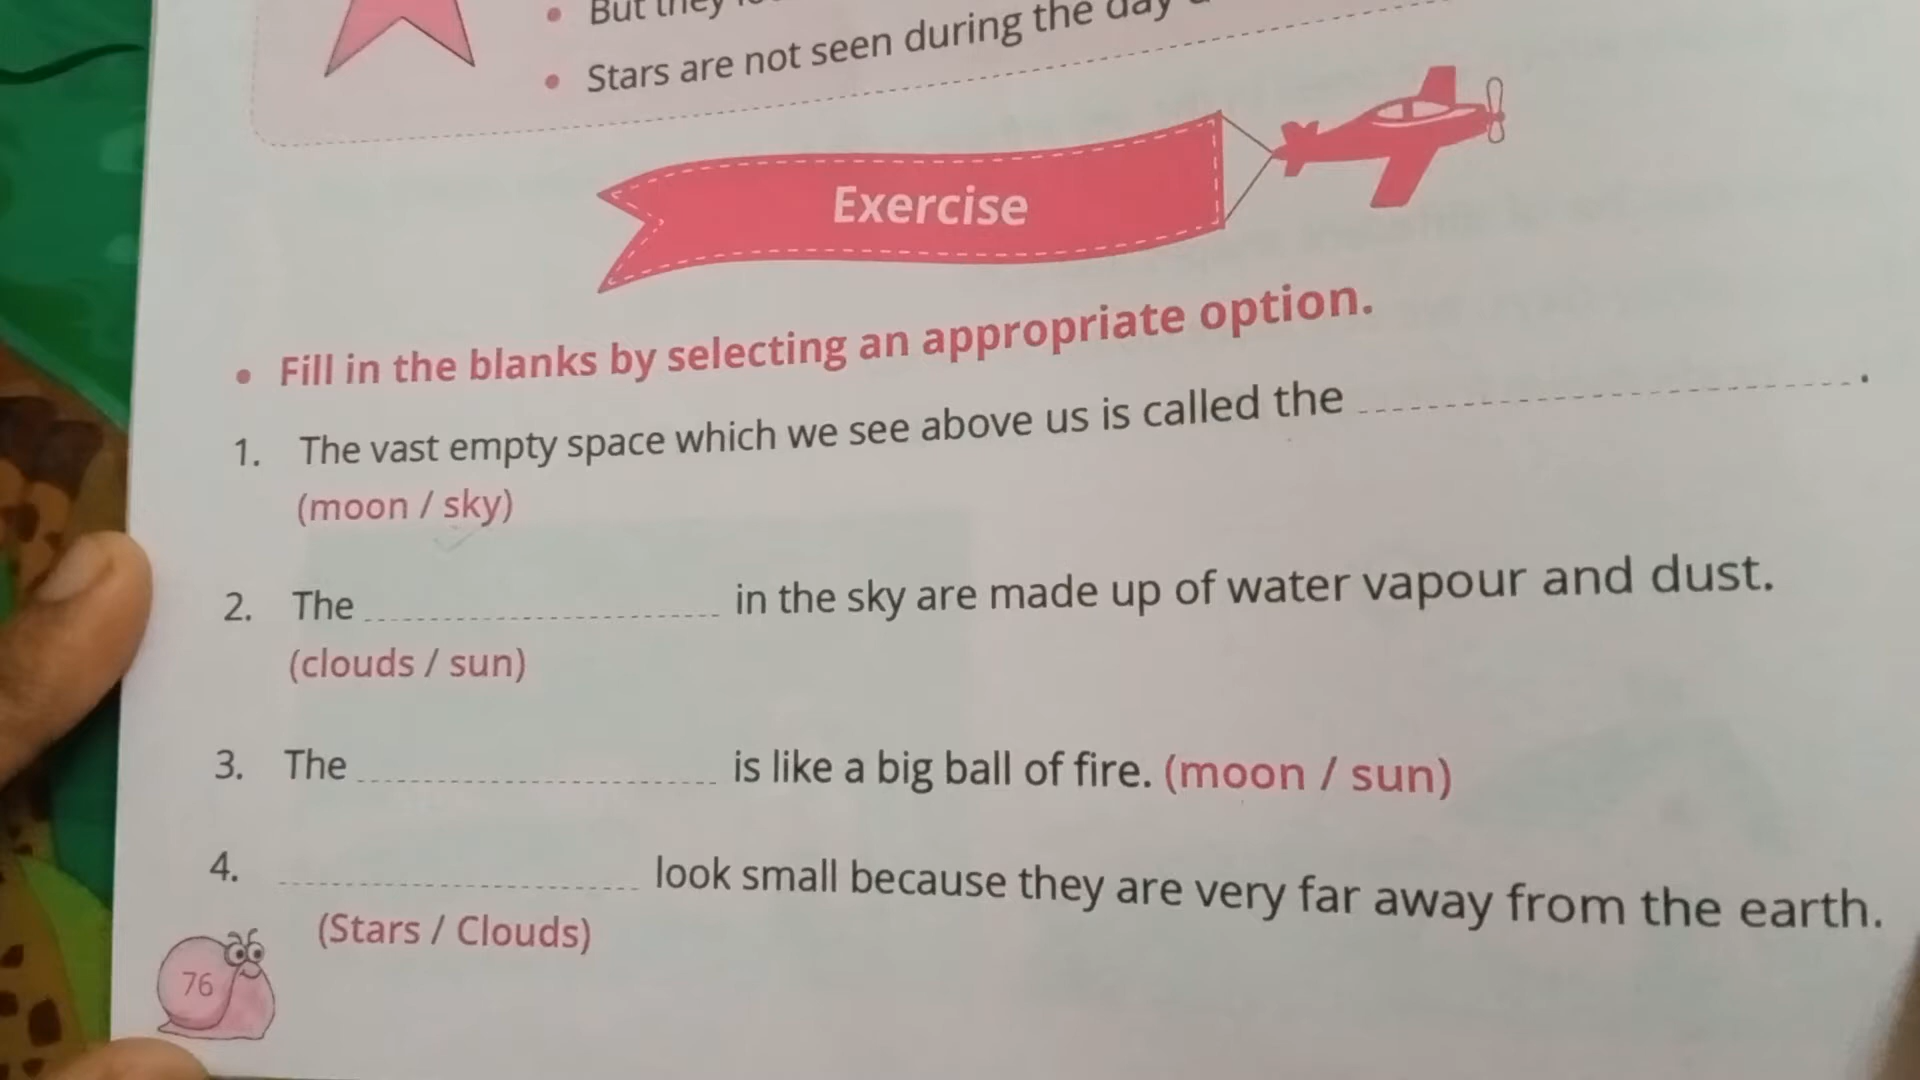 But they
Stars are not seen during the day
Exercise
• Fill in the blanks by selecting an appropriate option.
1. The vast empty space which we see above us is called the .
(moon / sky)
2. The in the sky are made up of water vapour and dust.
(clouds / sun)
3. The is like a big ball of fire. (moon / sun)
4. look small because they are very far away from the earth.
(Stars / Clouds)
76